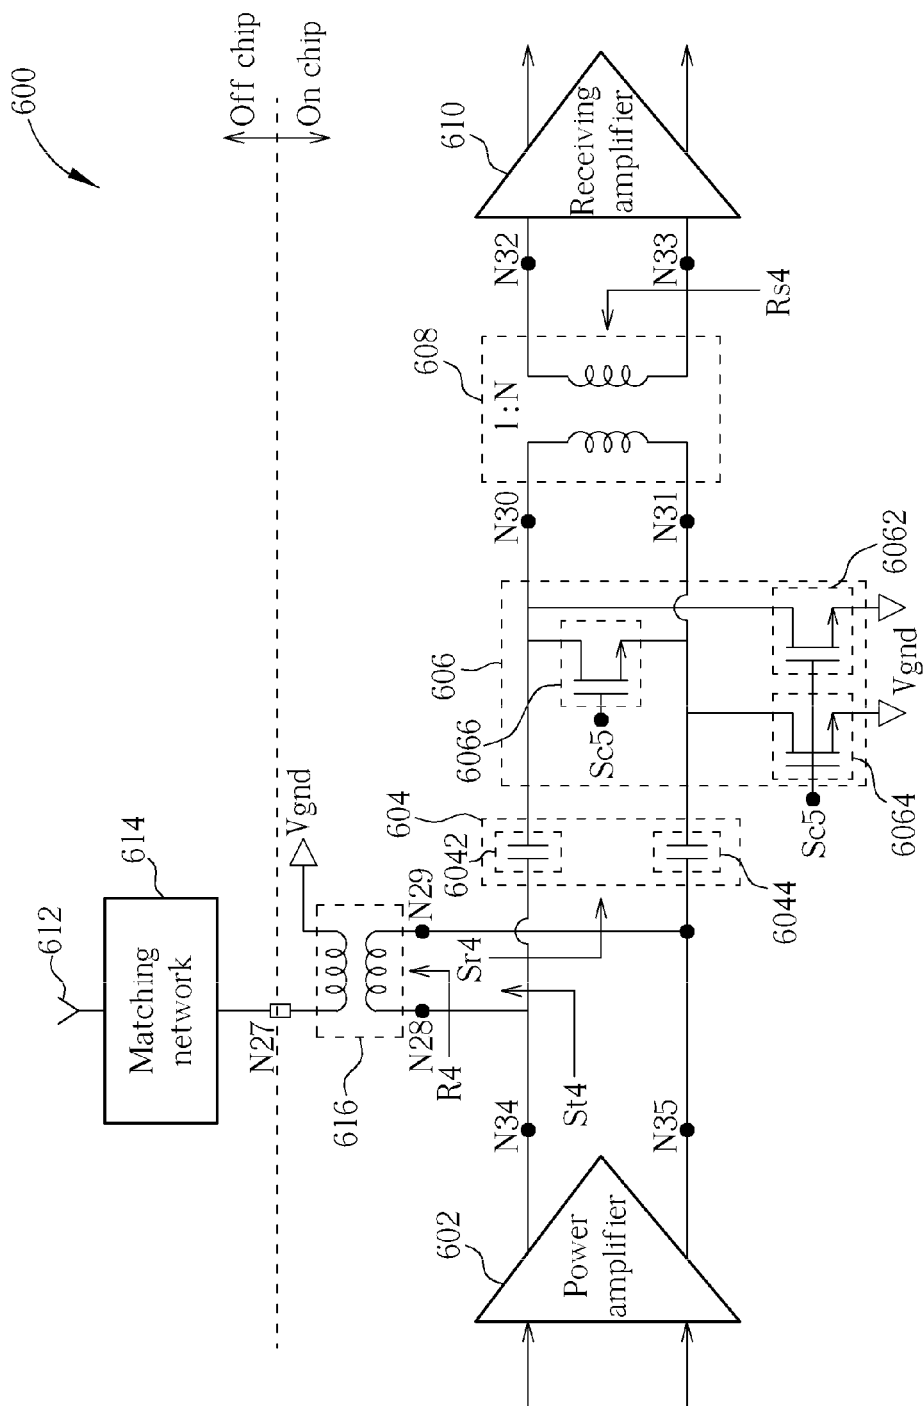 600
Off chip
On chip
612
614
Matching
network
N27
Vgnd
616
N28
N29
R4
St4
Sr4
602
Power
amplifier
N34
N35
604
6042
6044
606
6066
Sc5
Sc5
6064
6062
Vgnd
N30
N31
608
1:N
Rs4
N32
N33
610
Receiving
amplifier